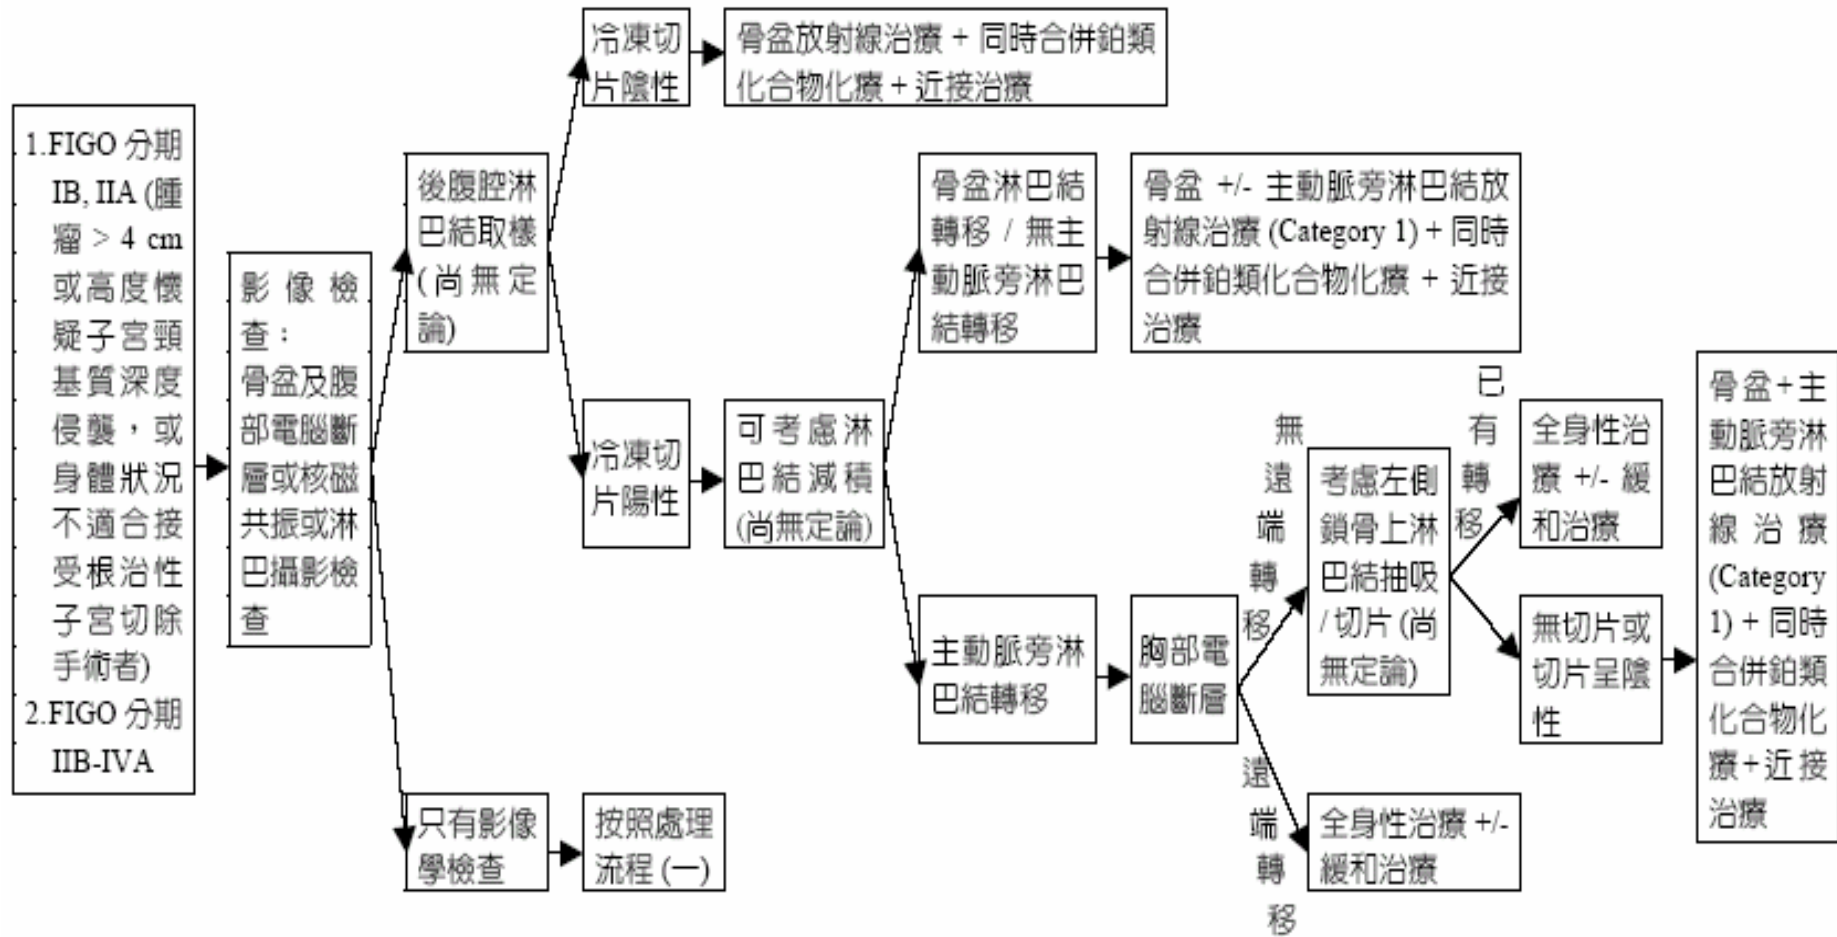 1.FIGO 分期
IB, IIA (腫
瘤 > 4 cm
或高度懷
疑子宮頸
基質深度
侵襲，或
身體狀況
不適合接
受根治性
子宮切除
手術者)
2.FIGO 分期
IIB-IVA
影像檢
查：
骨盆及腹
部電腦斷
層或核磁
共振或淋
巴攝影檢
查
後腹腔淋
巴結取樣
(尚無定
論)
冷凍切
片陰性
骨盆放射線治療 + 同時合併鉑類
化合物化療 + 近接治療
冷凍切
片陽性
可考慮淋
巴結減積
(尚無定論)
骨盆淋巴結
轉移 / 無主
動脈旁淋巴
結轉移
骨盆 +/- 主動脈旁淋巴結放
射線治療 (Category 1) + 同時
合併鉑類化合物化療 + 近接
治療
主動脈旁淋
巴結轉移
胸部電
腦斷層
無遠端轉移
考慮左側
鎖骨上淋
巴結抽吸
/ 切片 (尚
無定論)
已有轉移
全身性治
療 +/- 緩
和治療
無切片或
切片呈陰
性
骨盆+主
動脈旁淋
巴結放射
線治療
(Category
1) + 同時
合併鉑類
化合物化
療+近接
治療
遠端轉移
全身性治療 +/-
緩和治療
只有影像
學檢查
按照處理
流程 (一)